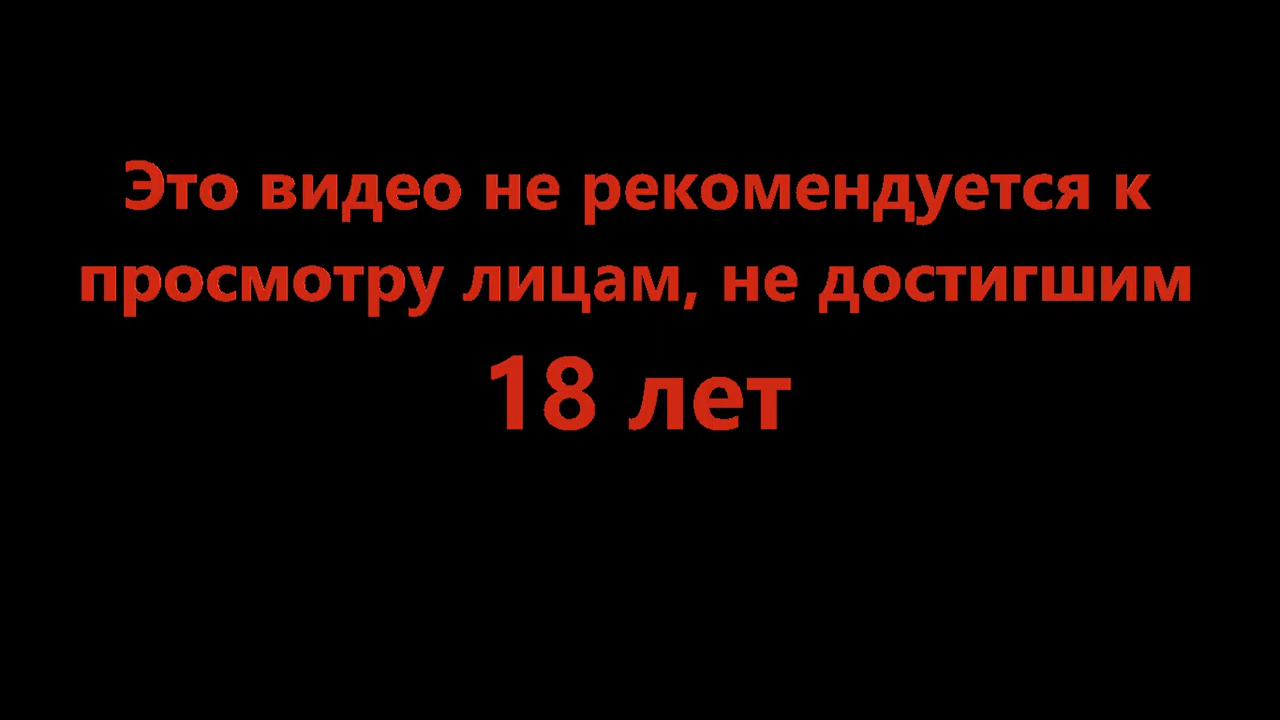 Это видео не рекомендуется к
просмотру лицам, не достигшим
18 лет